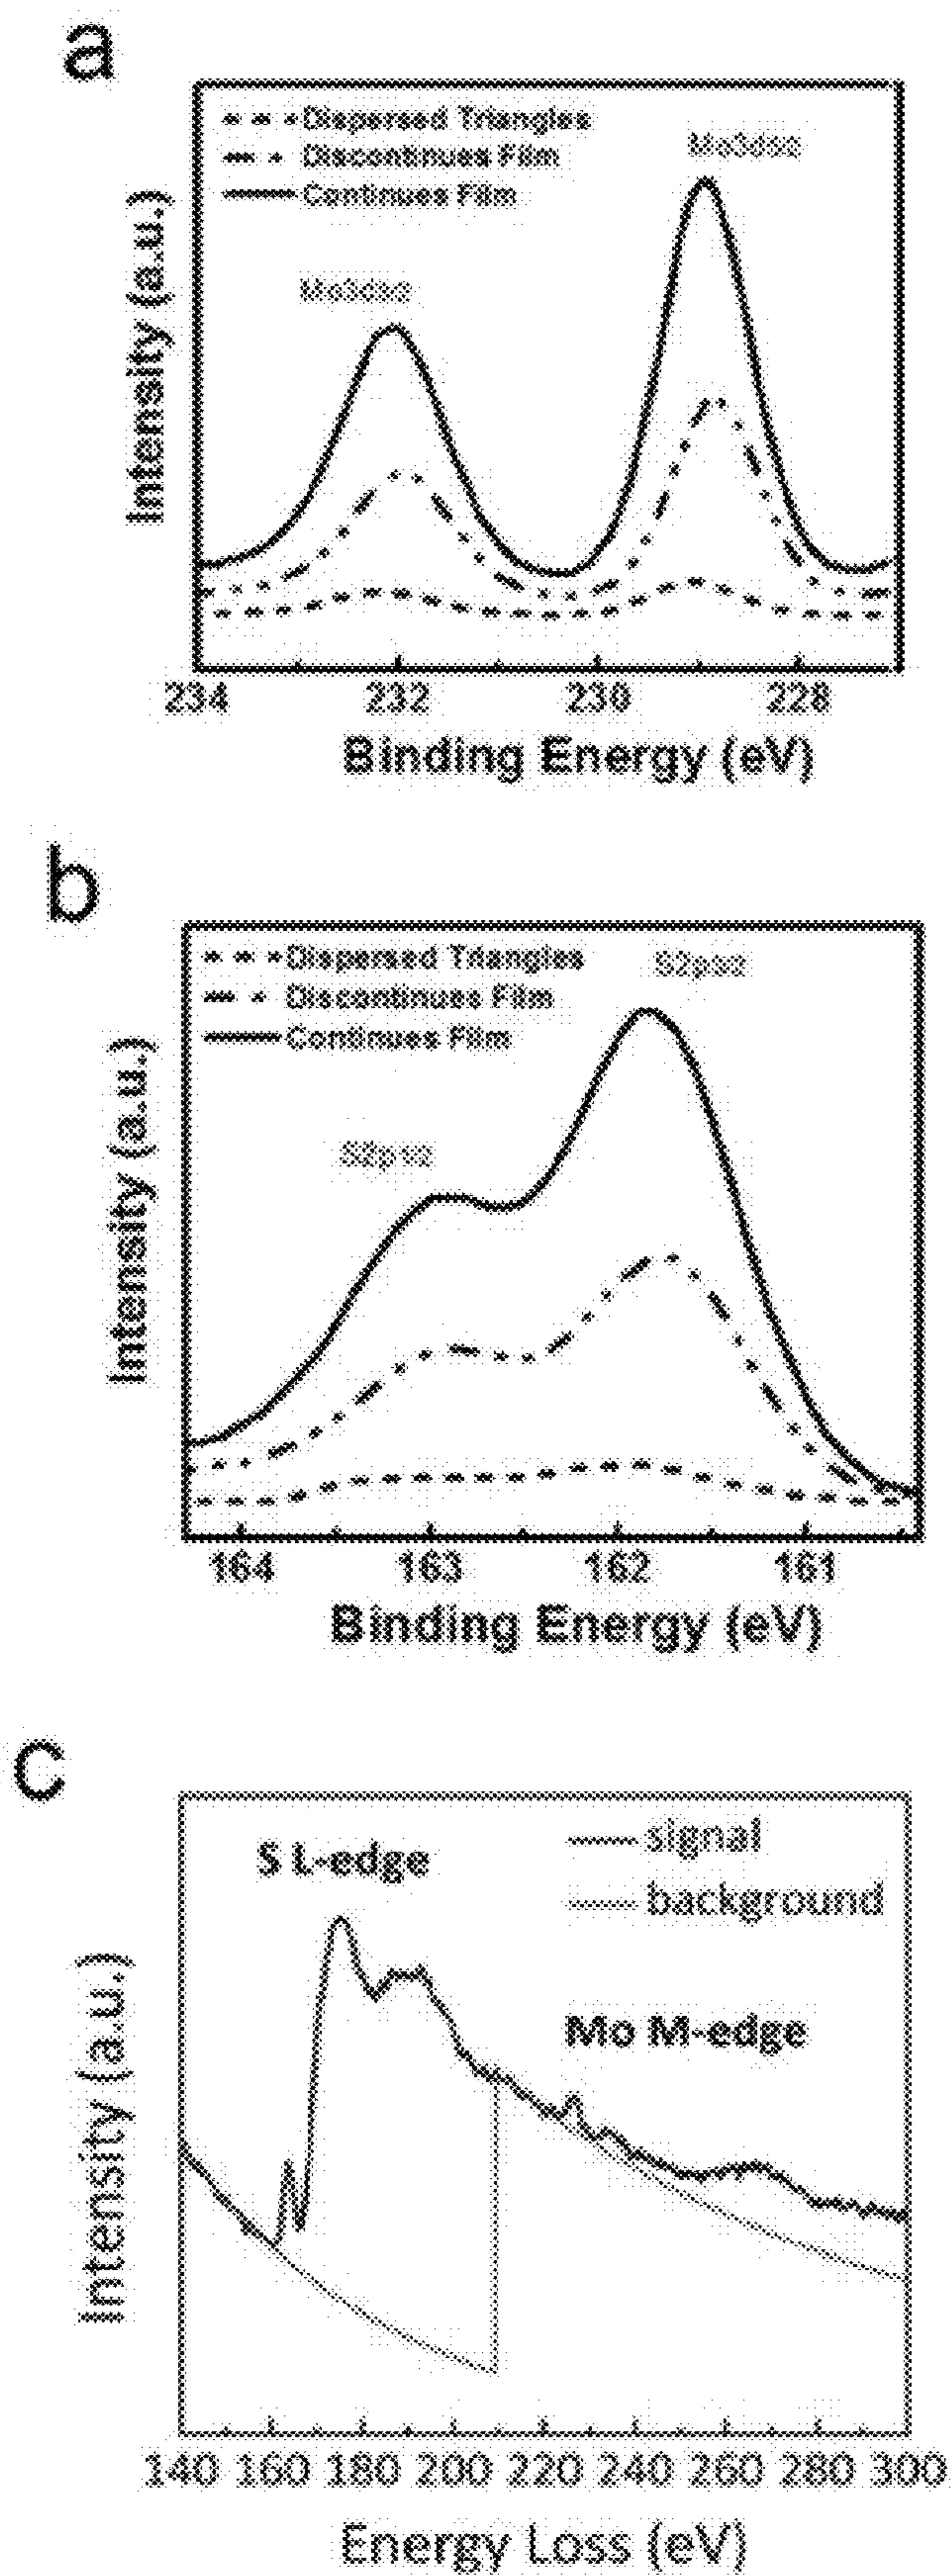 a
Dispersed Triangles
Discontinues Film
Continues Film
Intensity (a.u.)
234 232 230 228
Binding Energy (eV)
b
Dispersed Triangles
Discontinues Film
Continues Film
Intensity (a.u.)
164 163 162 161
Binding Energy (eV)
c
signal
background
S L-edge
Mo M-edge
Intensity (a.u.)
140 160 180 200 220 240 260 280 300
Energy Loss (eV)